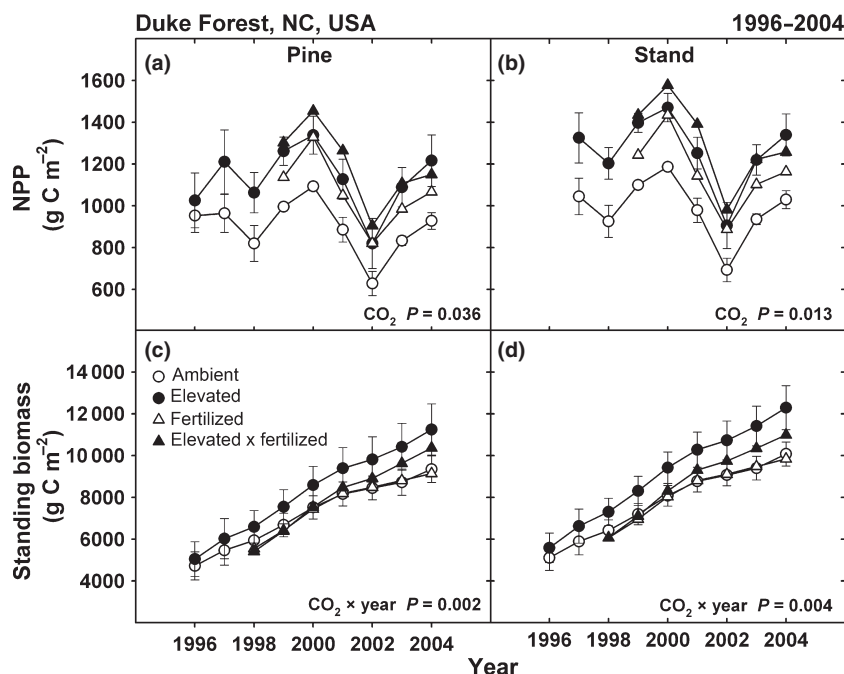 Duke Forest, NC, USA 1996–2004
(a) Pine
(b) Stand
NPP
(g C m⁻²)
1600
1400
1200
1000
800
600
CO₂ P = 0.036
CO₂ P = 0.013
(c)
(d)
Ambient
Elevated
Fertilized
Elevated x fertilized
Standing biomass
(g C m⁻²)
14 000
12 000
10 000
8000
6000
4000
CO₂ × year P = 0.002
CO₂ × year P = 0.004
1996 1998 2000 2002 2004
1996 1998 2000 2002 2004
Year